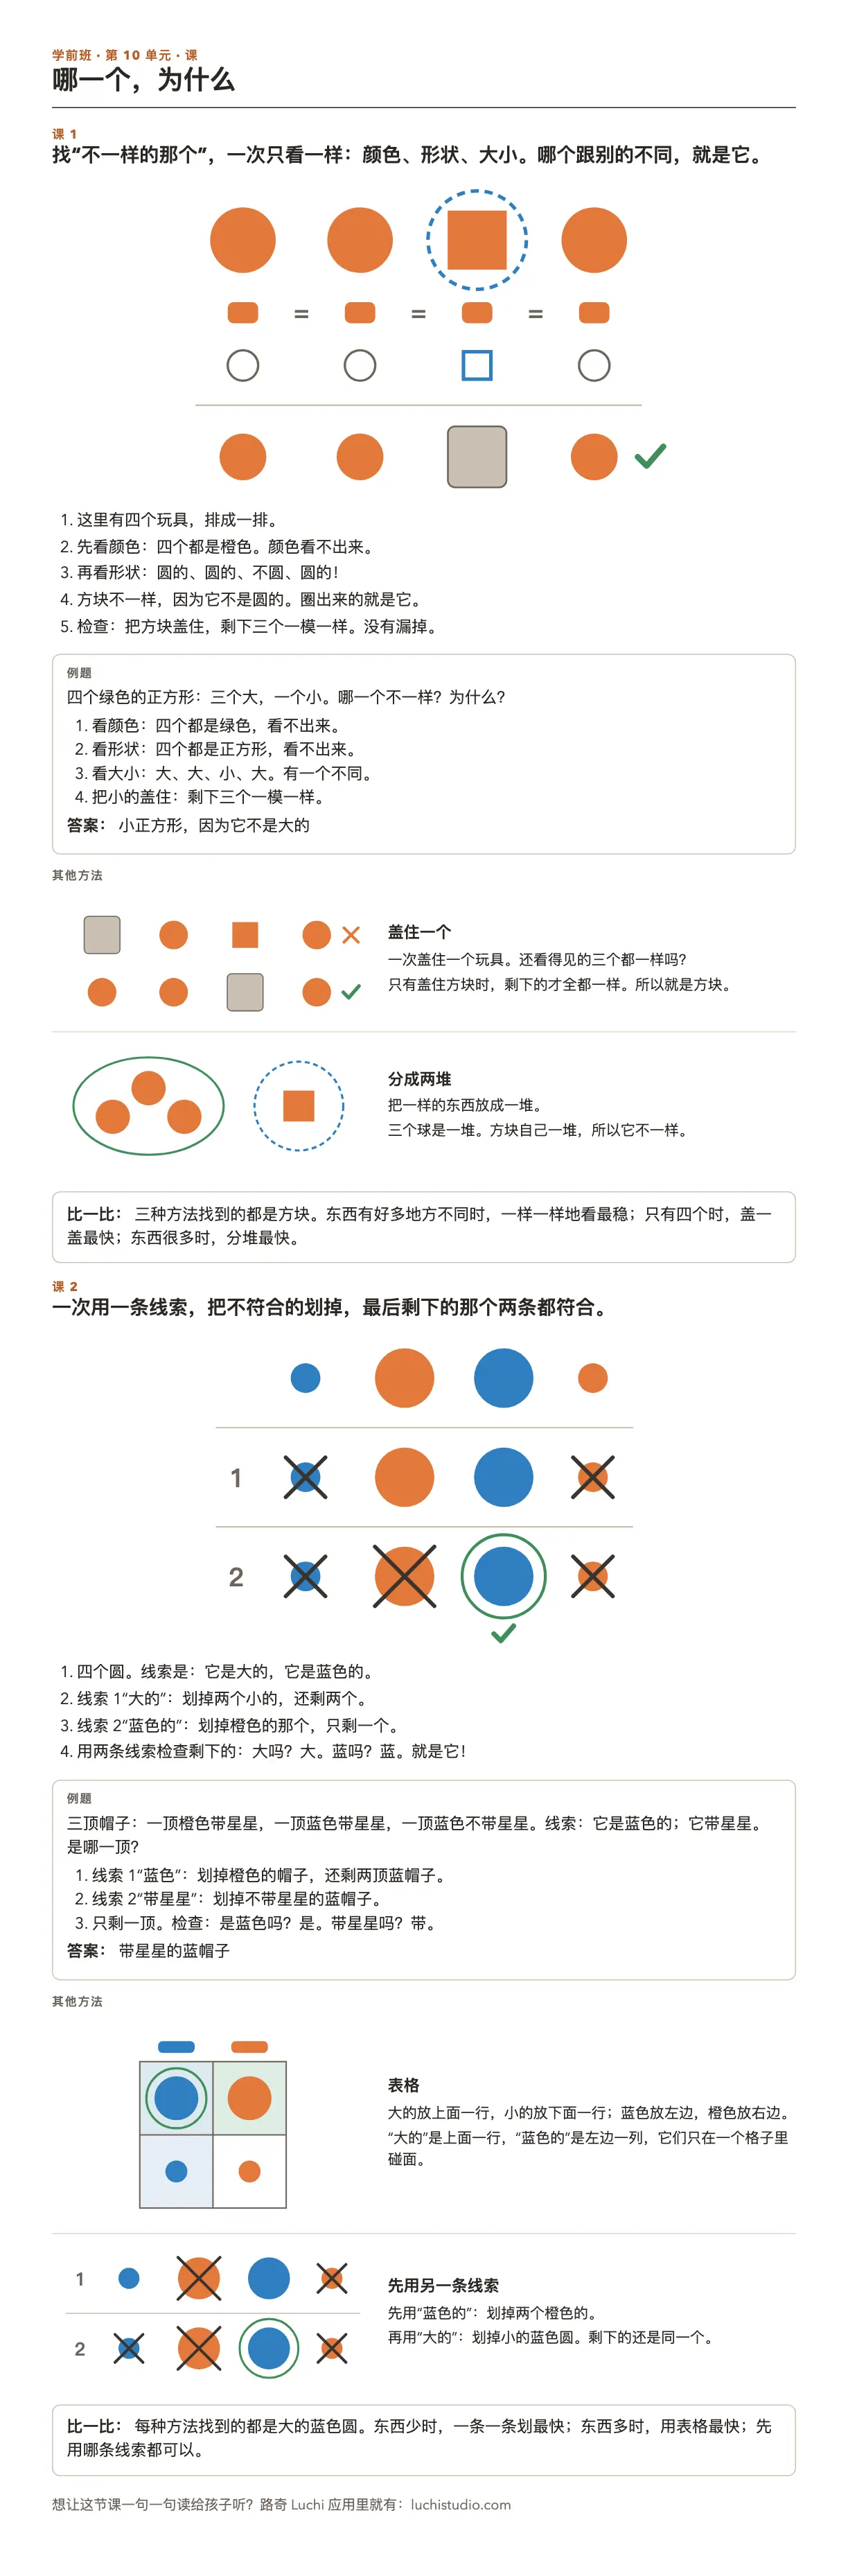 学前班 · 第 10 单元 · 课
哪一个，为什么
课 1
找“不一样的那个”，一次只看一样：颜色、形状、大小。哪个跟别的不同，就是它。
= = =
1. 这里有四个玩具，排成一排。
2. 先看颜色：四个都是橙色。颜色看不出来。
3. 再看形状：圆的、圆的、不圆、圆的！
4. 方块不一样，因为它不是圆的。圈出来的就是它。
5. 检查：把方块盖住，剩下三个一模一样。没有漏掉。
例题
四个绿色的正方形：三个大，一个小。哪一个不一样？为什么？
1. 看颜色：四个都是绿色，看不出来。
2. 看形状：四个都是正方形，看不出来。
3. 看大小：大、大、小、大。有一个不同。
4. 把小的盖住：剩下三个一模一样。
答案： 小正方形，因为它不是大的
其他方法
盖住一个
一次盖住一个玩具。还看得见的三个都一样吗？
只有盖住方块时，剩下的才全都一样。所以就是方块。
分成两堆
把一样的东西放成一堆。
三个球是一堆。方块自己一堆，所以它不一样。
比一比： 三种方法找到的都是方块。东西有好多地方不同时，一样一样地看最稳；只有四个时，盖一
盖最快；东西很多时，分堆最快。
课 2
一次用一条线索，把不符合的划掉，最后剩下的那个两条都符合。
1
2
1. 四个圆。线索是：它是大的，它是蓝色的。
2. 线索 1“大的”：划掉两个小的，还剩两个。
3. 线索 2“蓝色的”：划掉橙色的那个，只剩一个。
4. 用两条线索检查剩下的：大吗？大。蓝吗？蓝。就是它！
例题
三顶帽子：一顶橙色带星星，一顶蓝色带星星，一顶蓝色不带星星。线索：它是蓝色的；它带星星。
是哪一顶？
1. 线索 1“蓝色”：划掉橙色的帽子，还剩两顶蓝帽子。
2. 线索 2“带星星”：划掉不带星星的蓝帽子。
3. 只剩一顶。检查：是蓝色吗？是。带星星吗？带。
答案： 带星星的蓝帽子
其他方法
表格
大的放上面一行，小的放下面一行；蓝色放左边，橙色放右边。
“大的”是上面一行，“蓝色的”是左边一列，它们只在一个格子里
碰面。
1
2
先用另一条线索
先用“蓝色的”：划掉两个橙色的。
再用“大的”：划掉小的蓝色圆。剩下的还是同一个。
比一比： 每种方法找到的都是大的蓝色圆。东西少时，一条一条划最快；东西多时，用表格最快；先
用哪条线索都可以。
想让这节课一句一句读给孩子听？路奇 Luchi 应用里就有：luchistudio.com